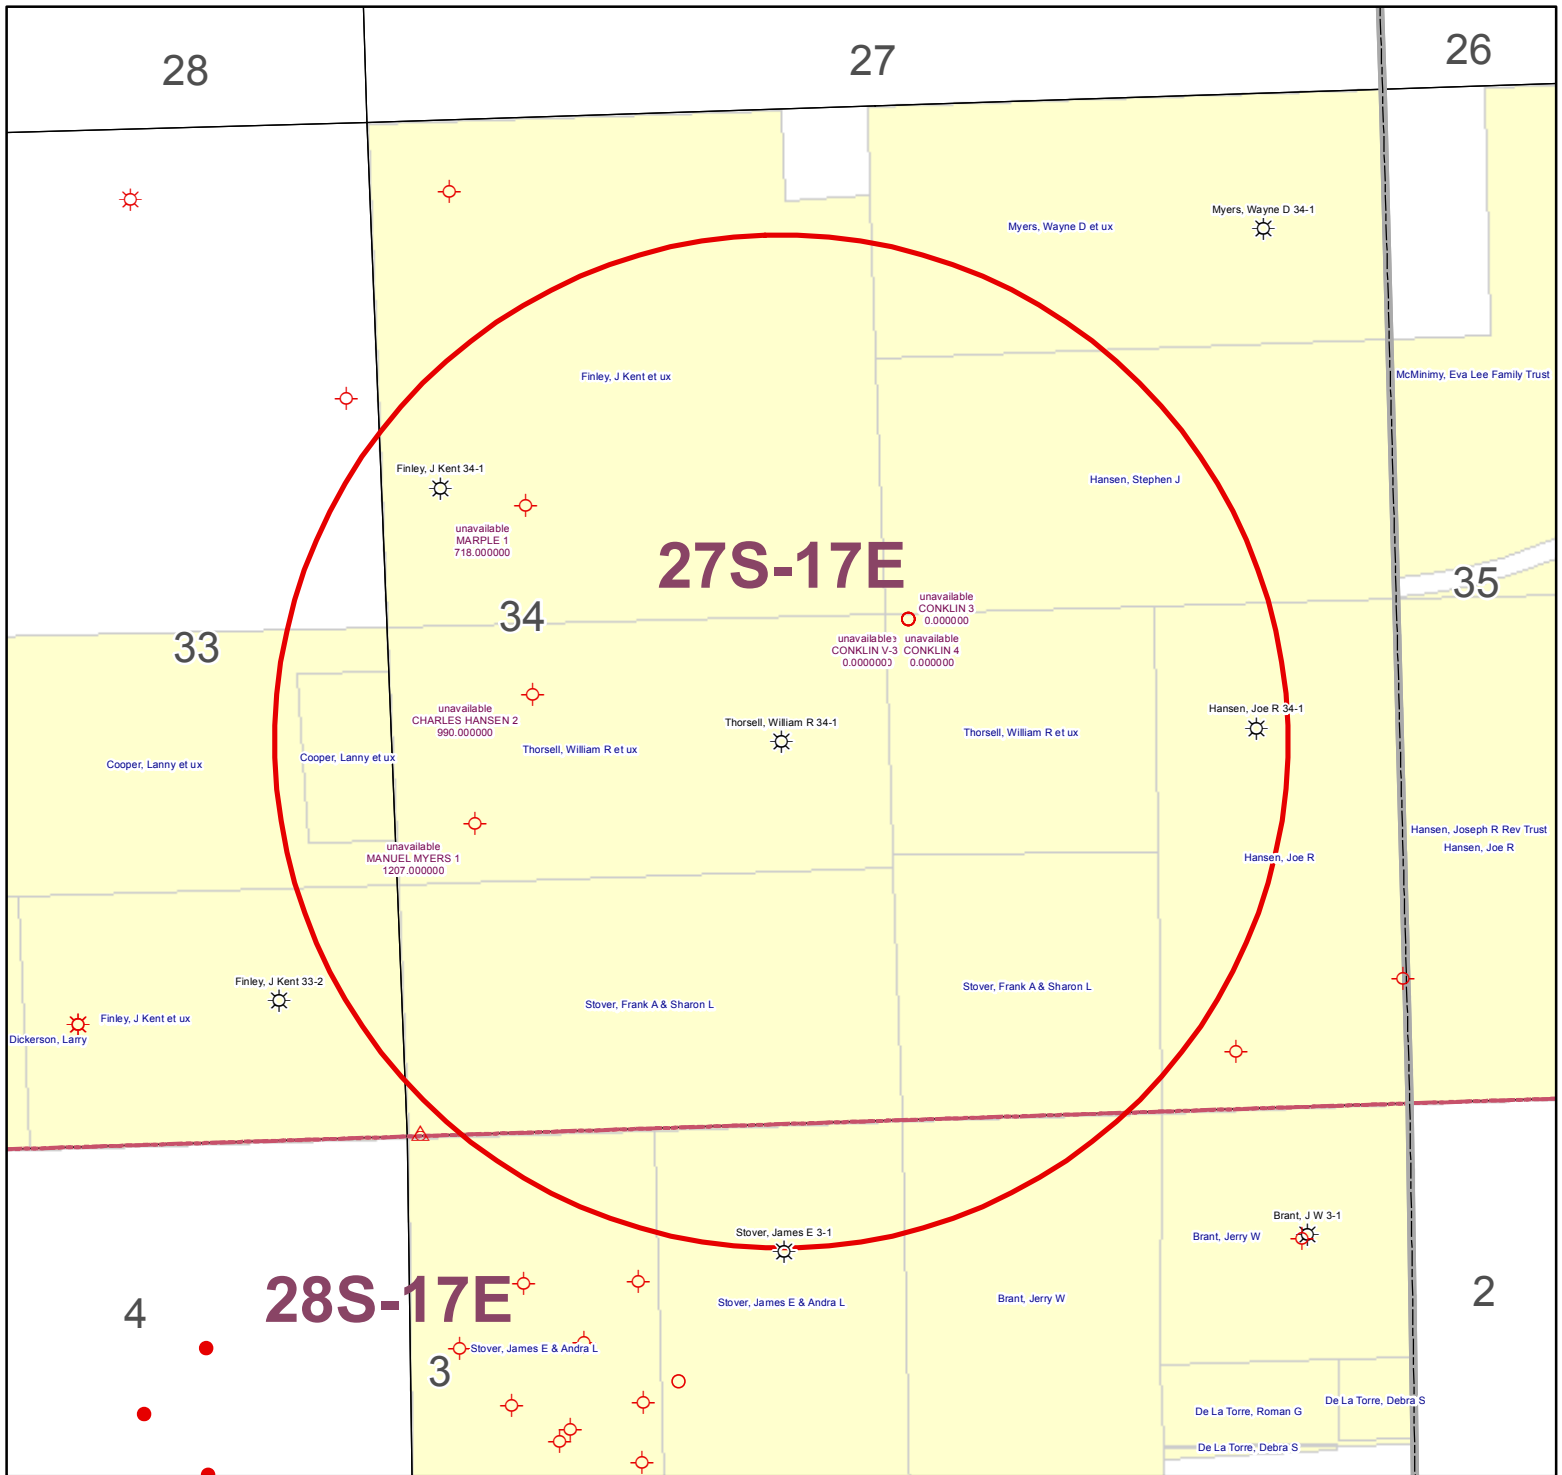 28
27
26
Myers, Wayne D 34-1
Myers, Wayne D et ux
Finley, J Kent et ux
McMinimy, Eva Lee Family Trust
Finley, J Kent 34-1
Hansen, Stephen J
unavailable
MARPLE 1
718.000000
27S-17E
34
33
35
unavailable
CONKLIN 3
0.000000
unavailable
CONKLIN V-3
0.000000
unavailable
CONKLIN 4
0.000000
unavailable
CHARLES HANSEN 2
990.000000
Thorsell, William R 34-1
Hansen, Joe R 34-1
Cooper, Lanny et ux
Cooper, Lanny et ux
Thorsell, William R et ux
Thorsell, William R et ux
unavailable
MANUEL MYERS 1
1207.000000
Hansen, Joe R
Hansen, Joseph R Rev Trust
Hansen, Joe R
Finley, J Kent 33-2
Stover, Frank A & Sharon L
Stover, Frank A & Sharon L
Finley, J Kent et ux
Dickerson, Larry
Stover, James E 3-1
Brant, J W 3-1
Brant, Jerry W
28S-17E
4
Stover, James E & Andra L
Brant, Jerry W
2
Stover, James E & Andra L
3
De La Torre, Roman G
De La Torre, Debra S
De La Torre, Debra S